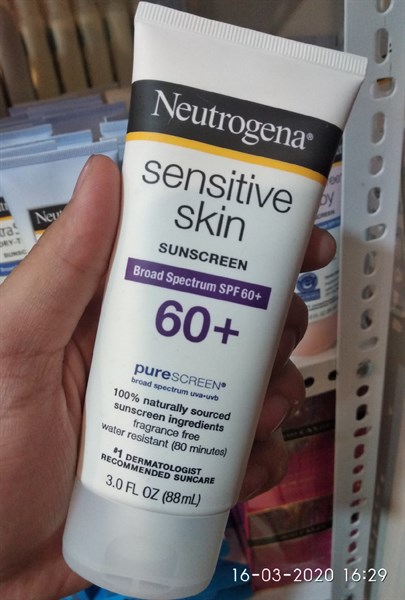 Neutrogena®
sensitive
skin
SUNSCREEN
Broad Spectrum SPF 60+
60+
pureSCREEN®
broad spectrum uva•uvb
100% naturally sourced
sunscreen ingredients
fragrance free
water resistant (80 minutes)
#1 DERMATOLOGIST
RECOMMENDED SUNCARE
3.0 FL OZ (88mL)
16-03-2020 16:29